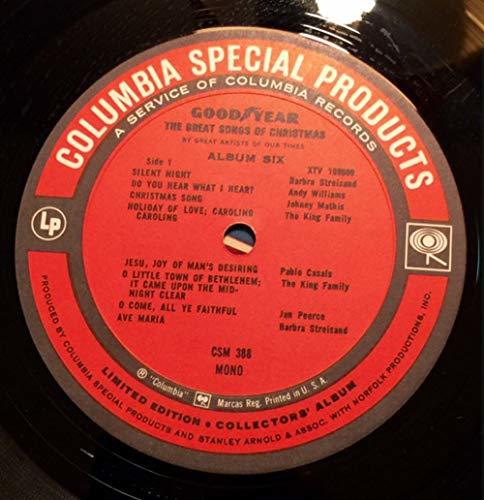 COLUMBIA SPECIAL PRODUCTS
A SERVICE OF COLUMBIA RECORDS
GOODYEAR
THE GREAT SONGS OF CHRISTMAS
BY GREAT ARTISTS OF OUR TIMES
ALBUM SIX
Side 1 XTV 109600
SILENT NIGHT Barbra Streisand
DO YOU HEAR WHAT I HEAR? Andy Williams
CHRISTMAS SONG Johnny Mathis
HOLIDAY OF LOVE; CAROLING The King Family
CAROLING
LP
JESU, JOY OF MAN'S DESIRING Pablo Casals
O LITTLE TOWN OF BETHLEHEM; The King Family
IT CAME UPON THE MID-
NIGHT CLEAR
O COME, ALL YE FAITHFUL Jan Peerce
AVE MARIA Barbra Streisand
CSM 388
MONO
® "Columbia" Marcas Reg. Printed in U. S. A.
LIMITED EDITION • COLLECTORS' ALBUM
PRODUCED BY COLUMBIA SPECIAL PRODUCTS AND STANLEY ARNOLD & ASSOC. WITH NORFOLK PRODUCTIONS, INC.